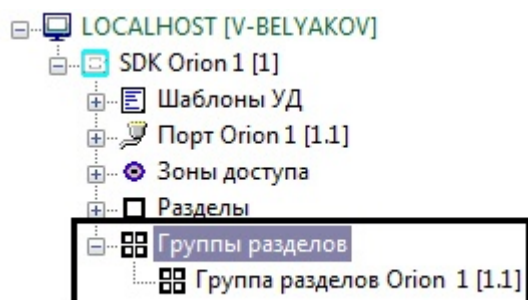 LOCALHOST [V-BELYAKOV]
SDK Orion 1 [1]
Шаблоны УД
Порт Orion 1 [1.1]
Зоны доступа
Разделы
Группы разделов
Группа разделов Orion 1 [1.1]